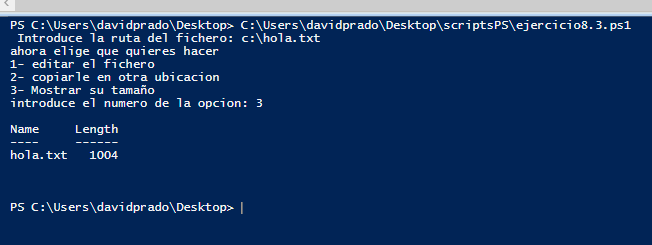 PS C:\Users\davidprado\Desktop> C:\Users\davidprado\Desktop\scriptsPS\ejercicio8.3.ps1
Introduce la ruta del fichero: c:\hola.txt
ahora elige que quieres hacer
1- editar el fichero
2- copiarle en otra ubicacion
3- Mostrar su tamaño
introduce el numero de la opcion: 3
Name Length
---- ------
hola.txt 1004
PS C:\Users\davidprado\Desktop>